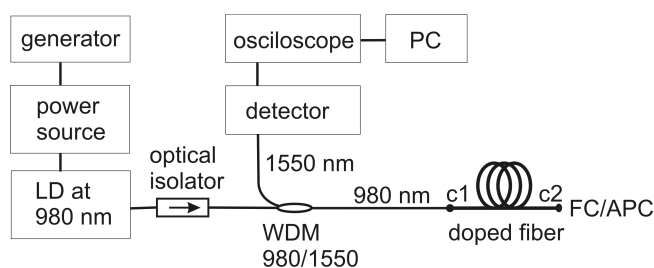 generator
power
source
LD at
980 nm
optical
isolator
osciloscope
PC
detector
1550 nm
WDM
980/1550
980 nm
c1
c2
FC/APC
doped fiber